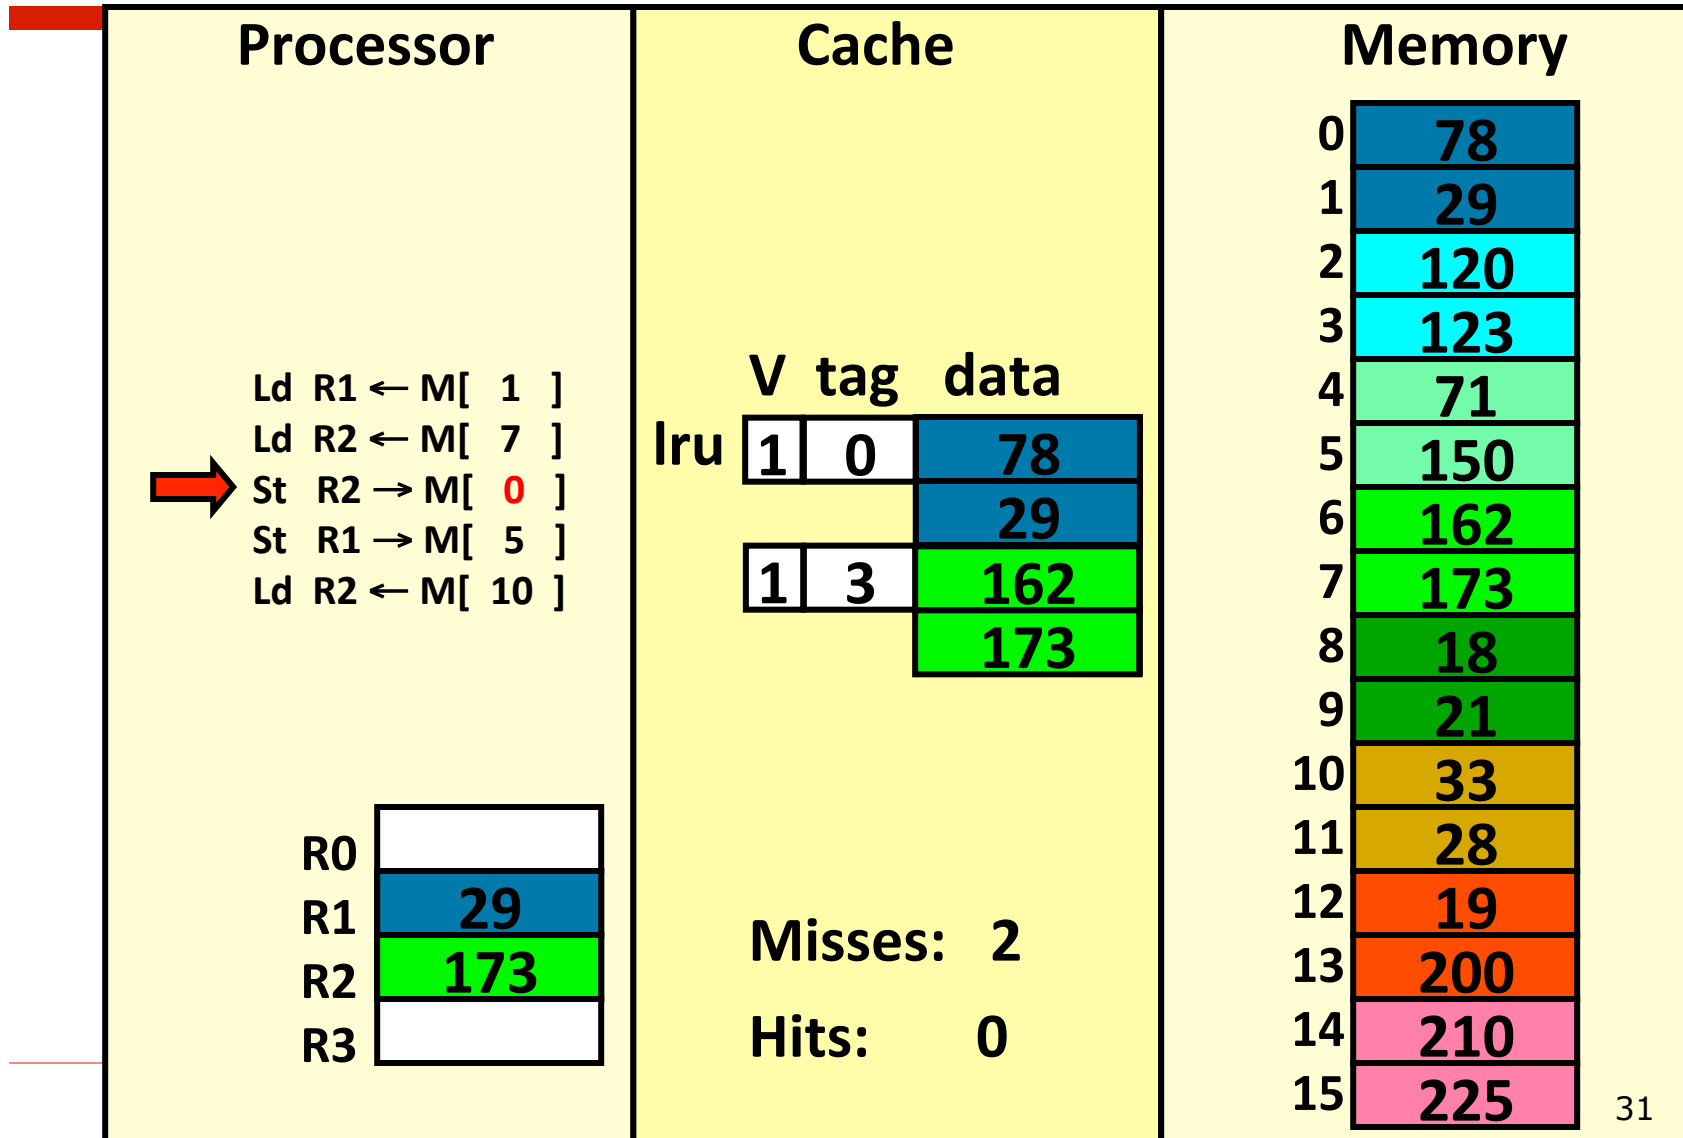 Processor
Ld R1 ← M[ 1 ]
Ld R2 ← M[ 7 ]
St R2 → M[ 0 ]
St R1 → M[ 5 ]
Ld R2 ← M[ 10 ]
R0
R1 29
R2 173
R3
Cache
V tag data
lru 1 0 78
29
1 3 162
173
Misses: 2
Hits: 0
Memory
0 78
1 29
2 120
3 123
4 71
5 150
6 162
7 173
8 18
9 21
10 33
11 28
12 19
13 200
14 210
15 225
31